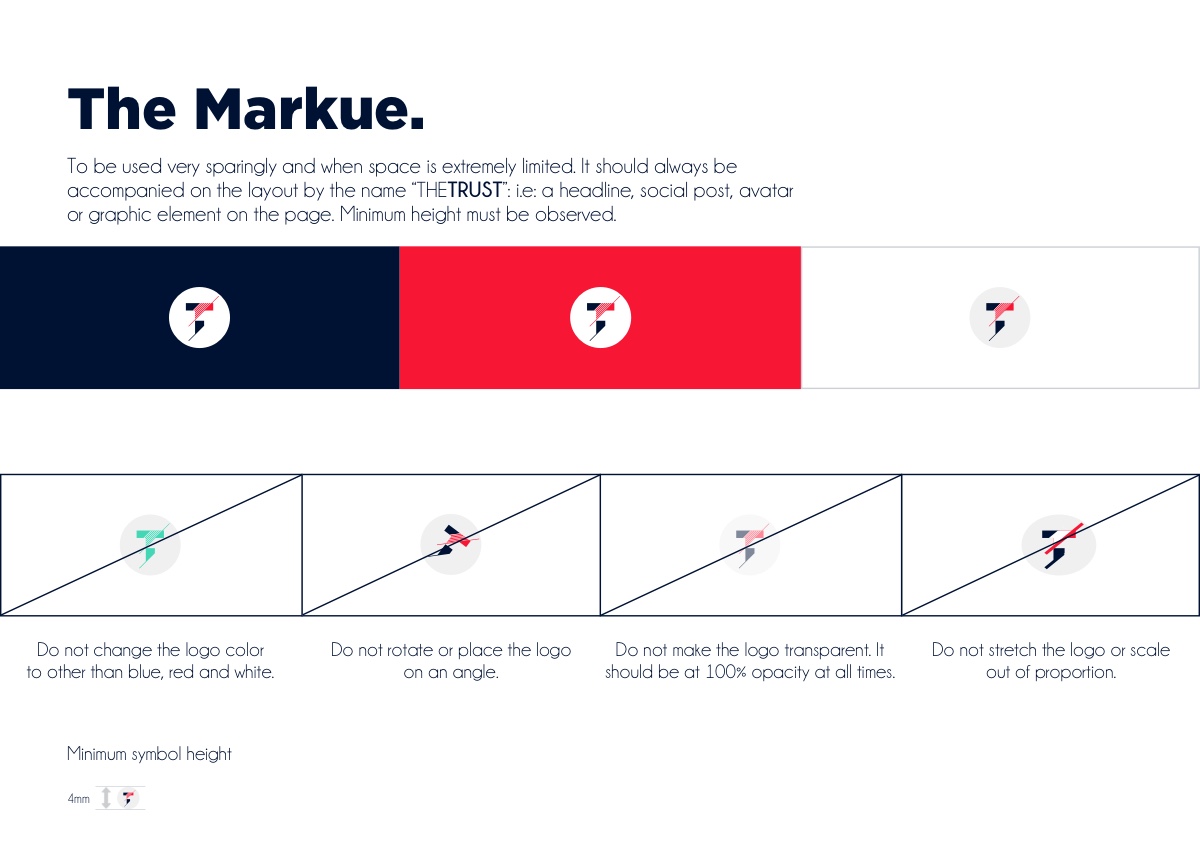 The Markue.
To be used very sparingly and when space is extremely limited. It should always be
accompanied on the layout by the name “THETRUST”: i.e: a headline, social post, avatar
or graphic element on the page. Minimum height must be observed.
Do not change the logo color
to other than blue, red and white.
Do not rotate or place the logo
on an angle.
Do not make the logo transparent. It
should be at 100% opacity at all times.
Do not stretch the logo or scale
out of proportion.
Minimum symbol height
4mm